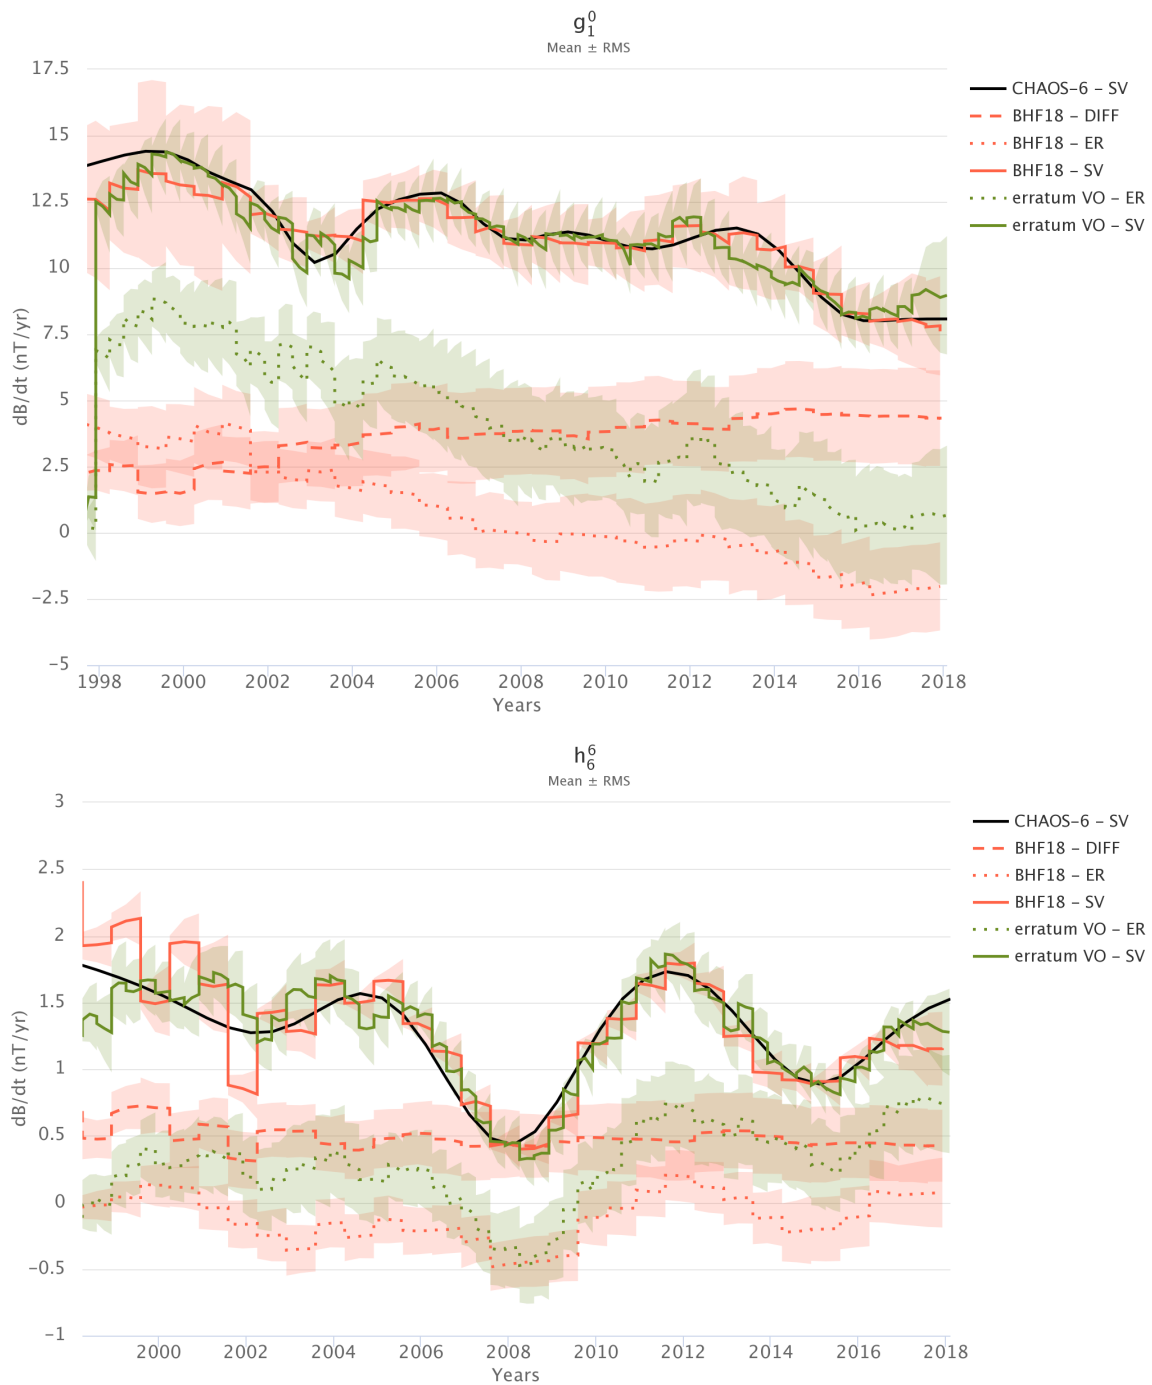 g₁⁰
Mean ± RMS
17.5
15
12.5
10
7.5
5
2.5
0
−2.5
−5
dB/dt (nT/yr)
1998 2000 2002 2004 2006 2008 2010 2012 2014 2016 2018
Years
CHAOS−6 − SV
BHF18 − DIFF
BHF18 − ER
BHF18 − SV
erratum VO − ER
erratum VO − SV
h₆⁶
Mean ± RMS
3
2.5
2
1.5
1
0.5
0
−0.5
−1
dB/dt (nT/yr)
2000 2002 2004 2006 2008 2010 2012 2014 2016 2018
Years
CHAOS−6 − SV
BHF18 − DIFF
BHF18 − ER
BHF18 − SV
erratum VO − ER
erratum VO − SV